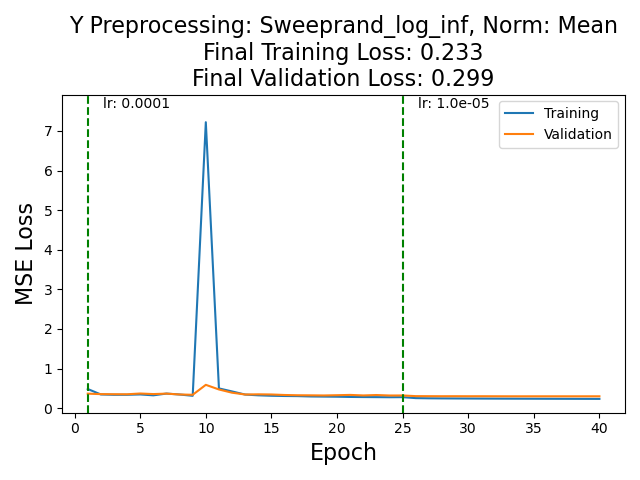 Y Preprocessing: Sweeprand_log_inf, Norm: Mean
Final Training Loss: 0.233
Final Validation Loss: 0.299
lr: 0.0001
lr: 1.0e-05
Training
Validation
MSE Loss
7
6
5
4
3
2
1
0
0
5
10
15
20
25
30
35
40
Epoch